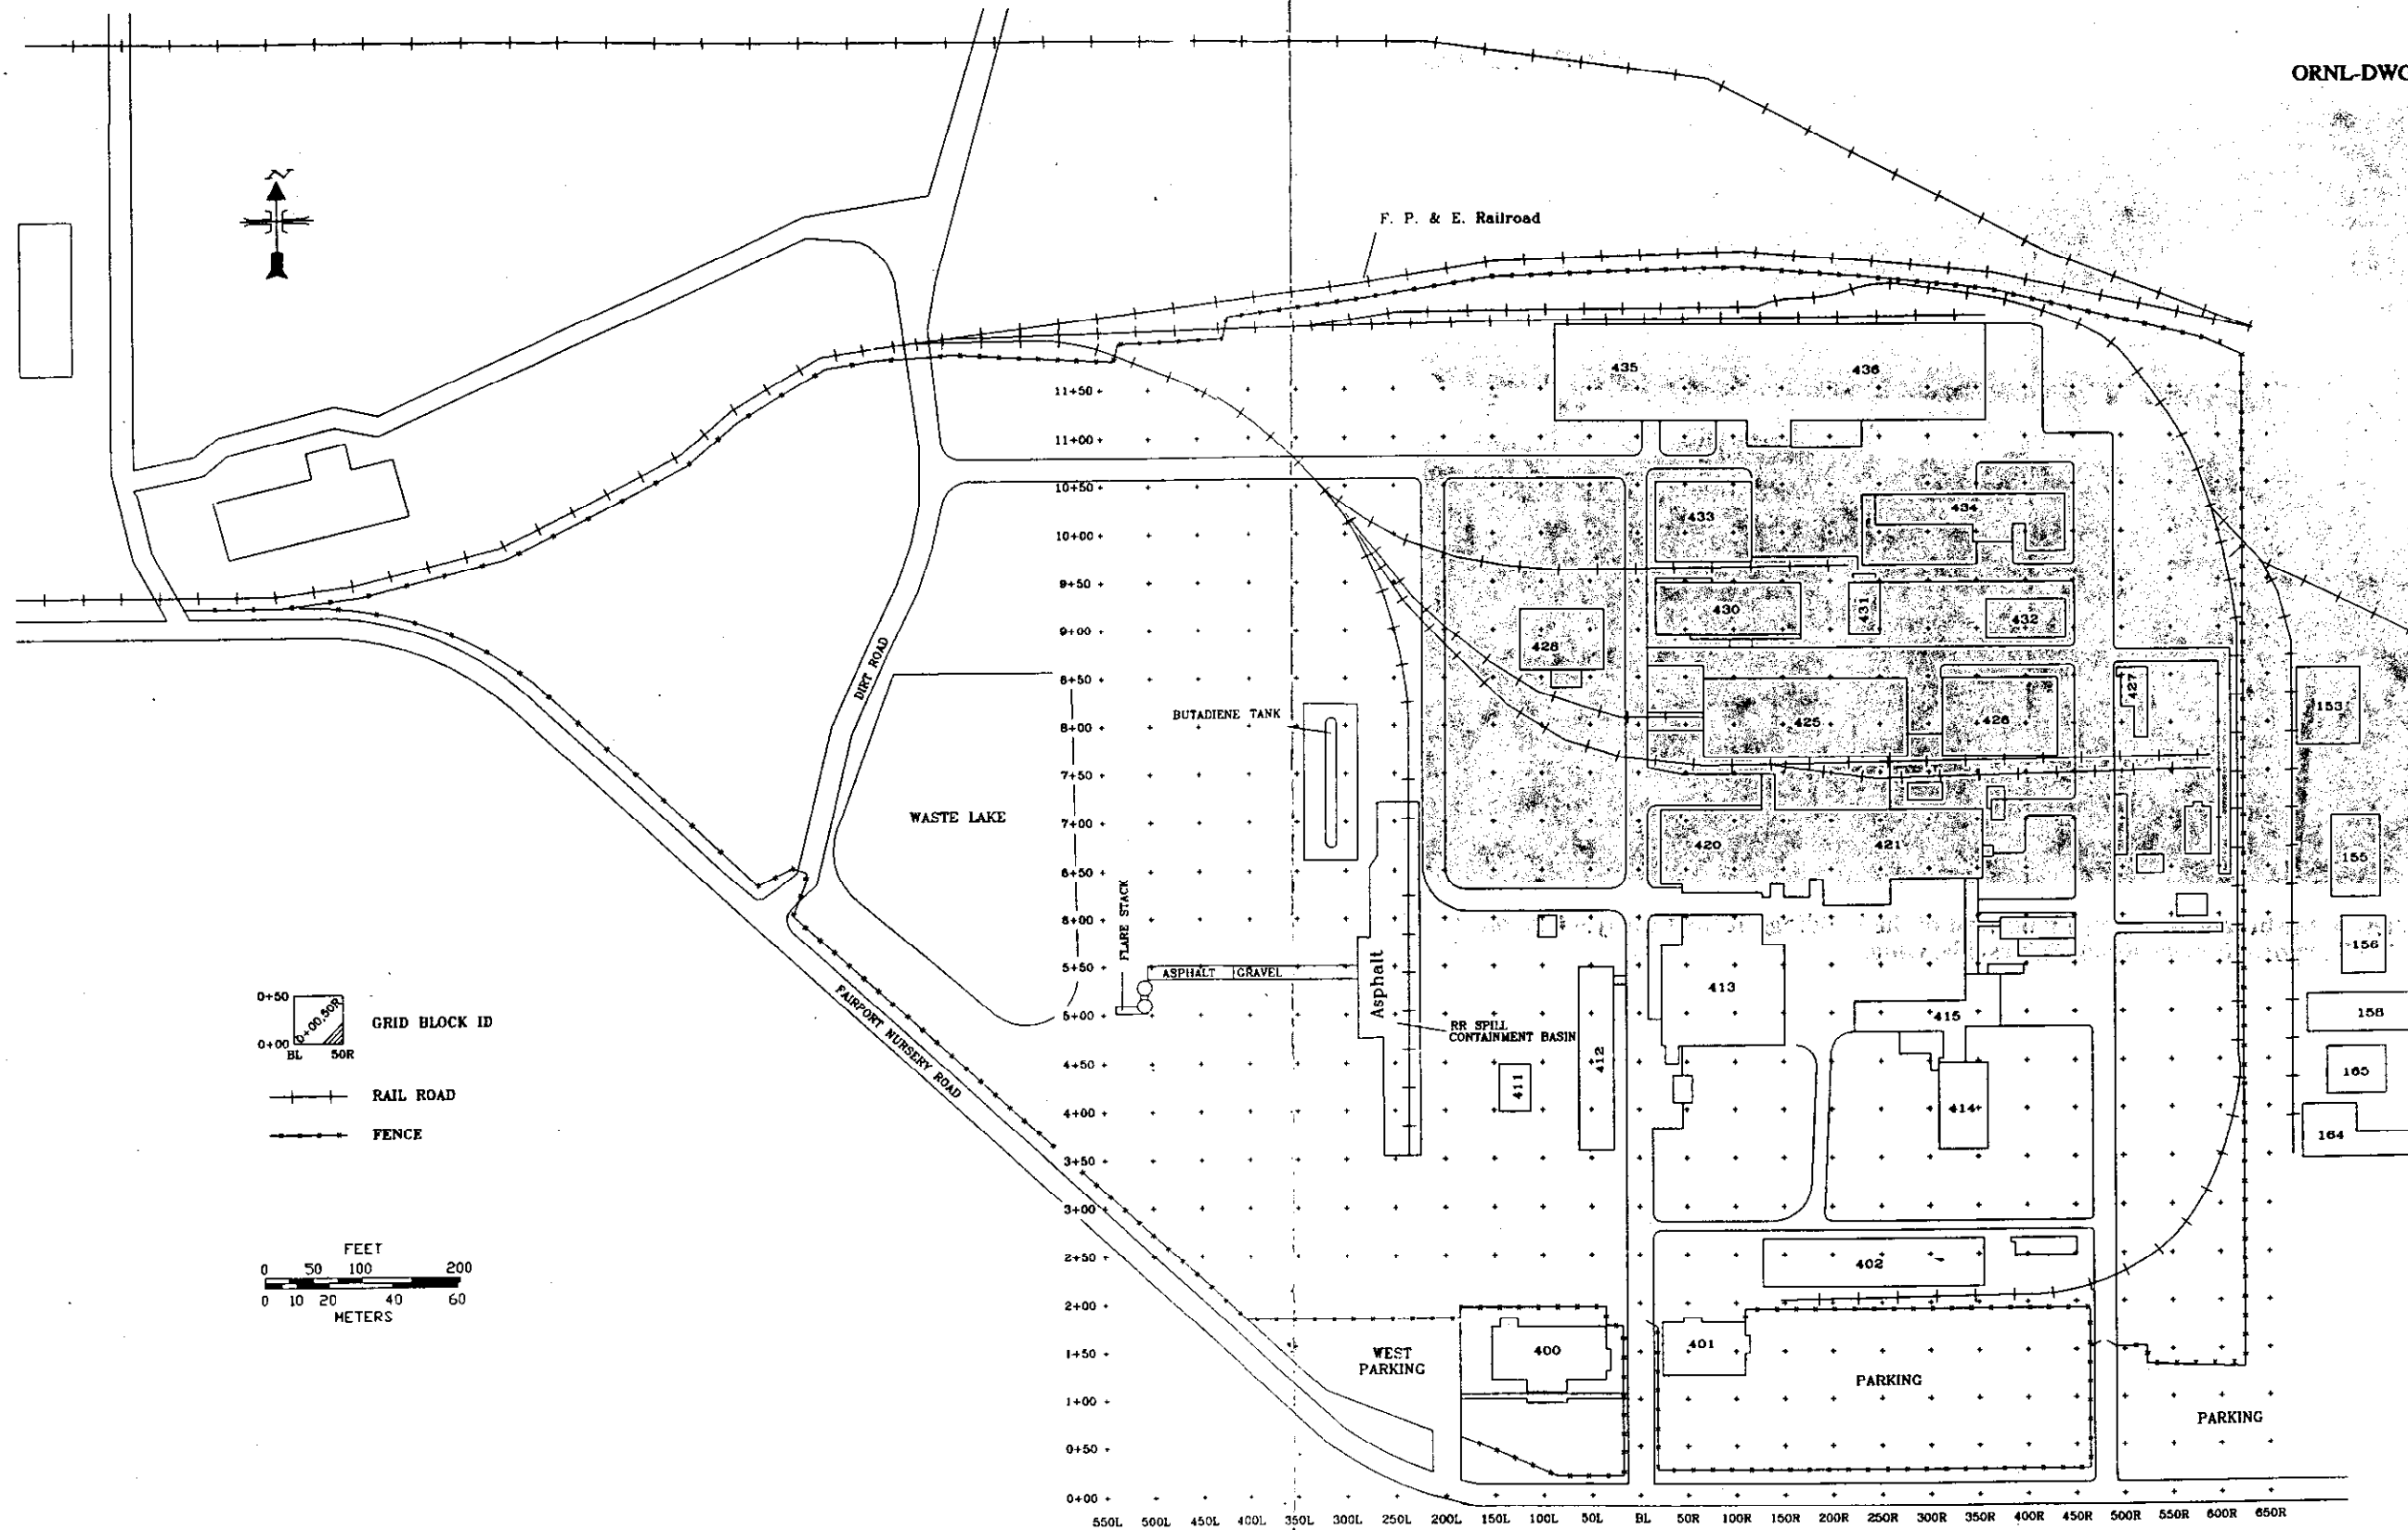 ORNL-DWG
N
F. P. & E. Railroad
435
436
11+50
11+00
10+50
433
434
10+00
9+50
430
431
432
9+00
428
DIRT ROAD
8+50
427
BUTADIENE TANK
153
425
426
8+00
7+50
WASTE LAKE
7+00
420
421
155
6+50
FLARE STACK
6+00
156
5+50
ASPHALT
GRAVEL
Asphalt
413
0+50
0+00,50R
GRID BLOCK ID
0+00
BL
50R
FAIRPORT NURSERY ROAD
5+00
RR SPILL
CONTAINMENT BASIN
415
158
4+50
412
411
165
RAIL ROAD
4+00
414
FENCE
164
3+50
3+00
FEET
0 50 100 200
0 10 20 40 60
METERS
2+50
402
2+00
1+50
WEST
PARKING
400
401
PARKING
1+00
PARKING
0+50
0+00
550L 500L 450L 400L 350L 300L 250L 200L 150L 100L 50L BL 50R 100R 150R 200R 250R 300R 350R 400R 450R 500R 550R 600R 650R